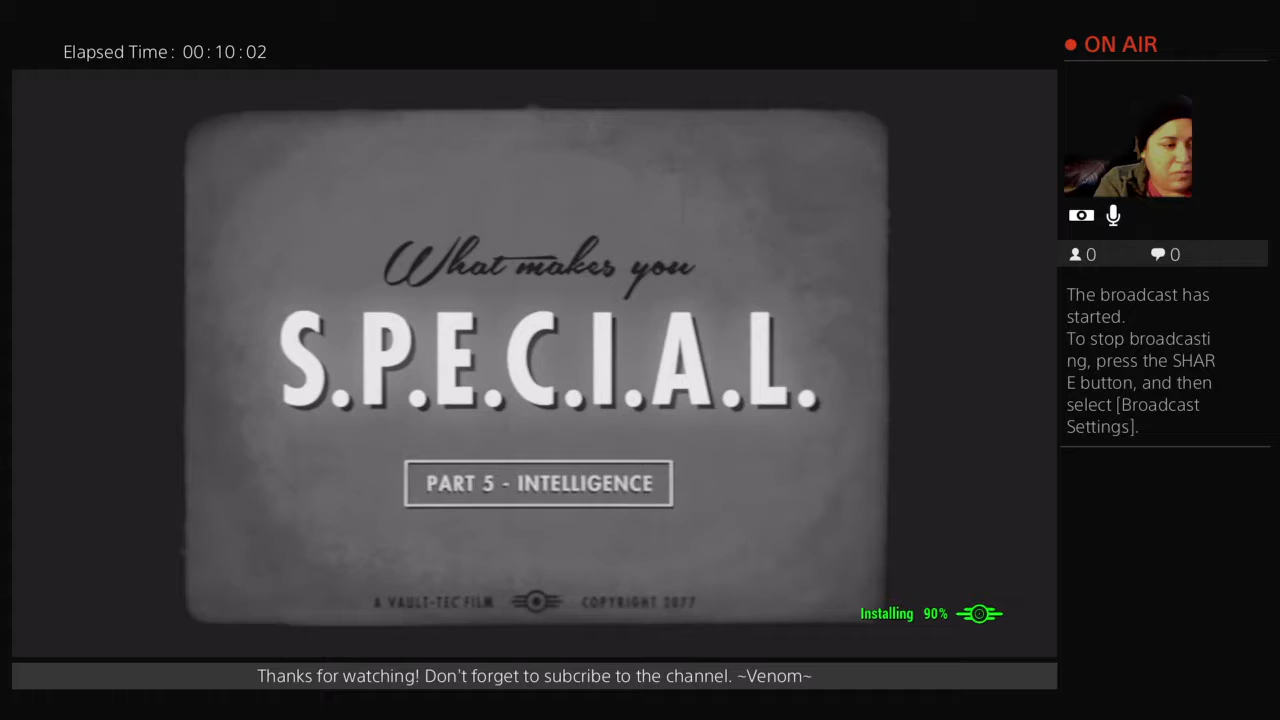 Elapsed Time: 00:10:02
ON AIR
What makes you
S.P.E.C.I.A.L.
PART 5 - INTELLIGENCE
A VAULT-TEC FILM COPYRIGHT 2077
Installing 90%
0 0
The broadcast has
started.
To stop broadcasti
ng, press the SHAR
E button, and then
select [Broadcast
Settings].
Thanks for watching! Don't forget to subcribe to the channel. ~Venom~